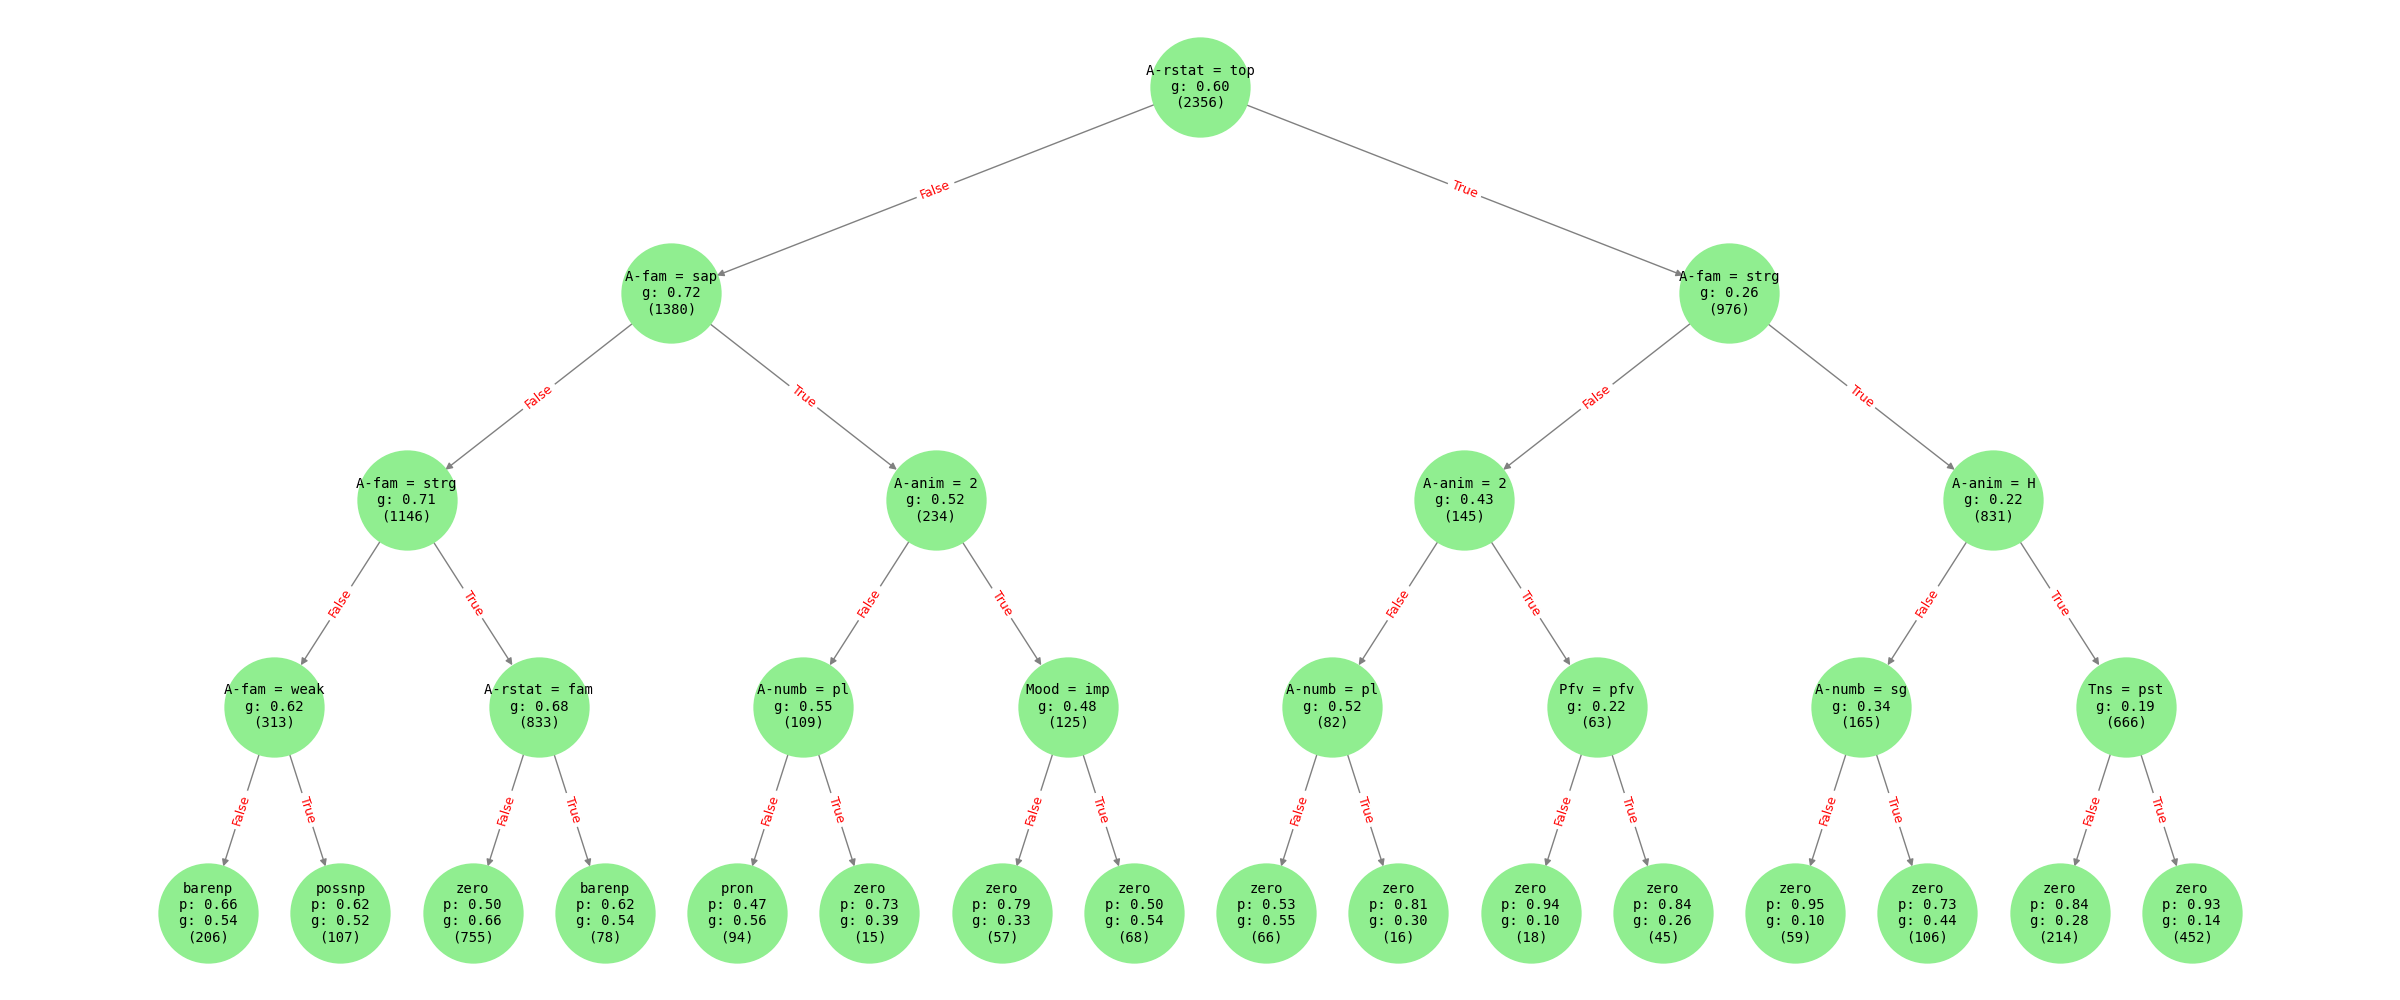 A-rstat = top
g: 0.60
(2356)
False
True
A-fam = sap
g: 0.72
(1380)
A-fam = strg
g: 0.26
(976)
False
True
False
True
A-fam = strg
g: 0.71
(1146)
A-anim = 2
g: 0.52
(234)
A-anim = 2
g: 0.43
(145)
A-anim = H
g: 0.22
(831)
False
True
False
True
False
True
False
True
A-fam = weak
g: 0.62
(313)
A-rstat = fam
g: 0.68
(833)
A-numb = pl
g: 0.55
(109)
Mood = imp
g: 0.48
(125)
A-numb = pl
g: 0.52
(82)
Pfv = pfv
g: 0.22
(63)
A-numb = sg
g: 0.34
(165)
Tns = pst
g: 0.19
(666)
False
True
False
True
False
True
False
True
False
True
False
True
False
True
False
True
barenp
p: 0.66
g: 0.54
(206)
possnp
p: 0.62
g: 0.52
(107)
zero
p: 0.50
g: 0.66
(755)
barenp
p: 0.62
g: 0.54
(78)
pron
p: 0.47
g: 0.56
(94)
zero
p: 0.73
g: 0.39
(15)
zero
p: 0.79
g: 0.33
(57)
zero
p: 0.50
g: 0.54
(68)
zero
p: 0.53
g: 0.55
(66)
zero
p: 0.81
g: 0.30
(16)
zero
p: 0.94
g: 0.10
(18)
zero
p: 0.84
g: 0.26
(45)
zero
p: 0.95
g: 0.10
(59)
zero
p: 0.73
g: 0.44
(106)
zero
p: 0.84
g: 0.28
(214)
zero
p: 0.93
g: 0.14
(452)